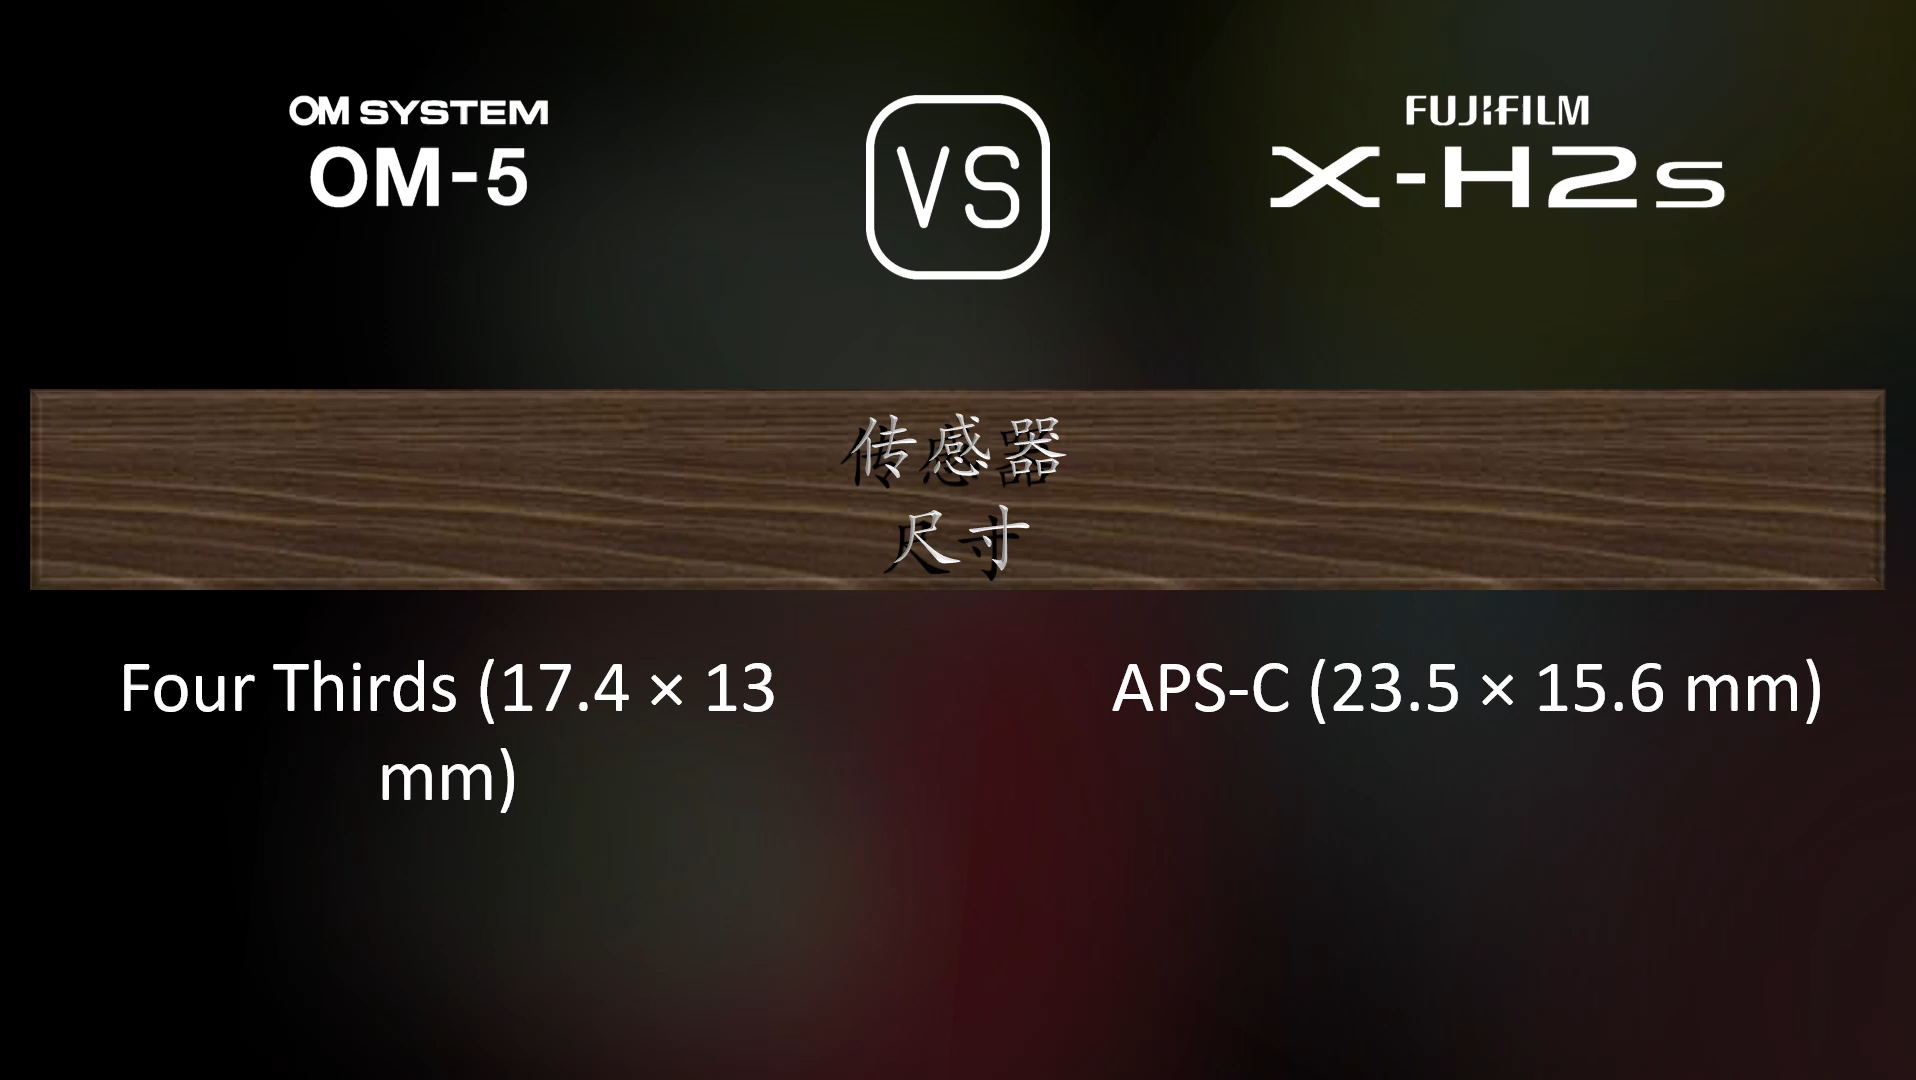 OM SYSTEM
OM-5
VS
FUJIFILM
X-H2S
传感器
尺寸
Four Thirds (17.4 × 13
mm)
APS-C (23.5 × 15.6 mm)